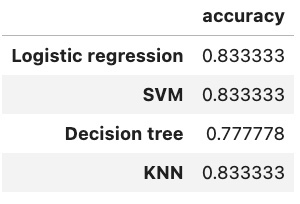 accuracy
Logistic regression 0.833333
SVM 0.833333
Decision tree 0.777778
KNN 0.833333